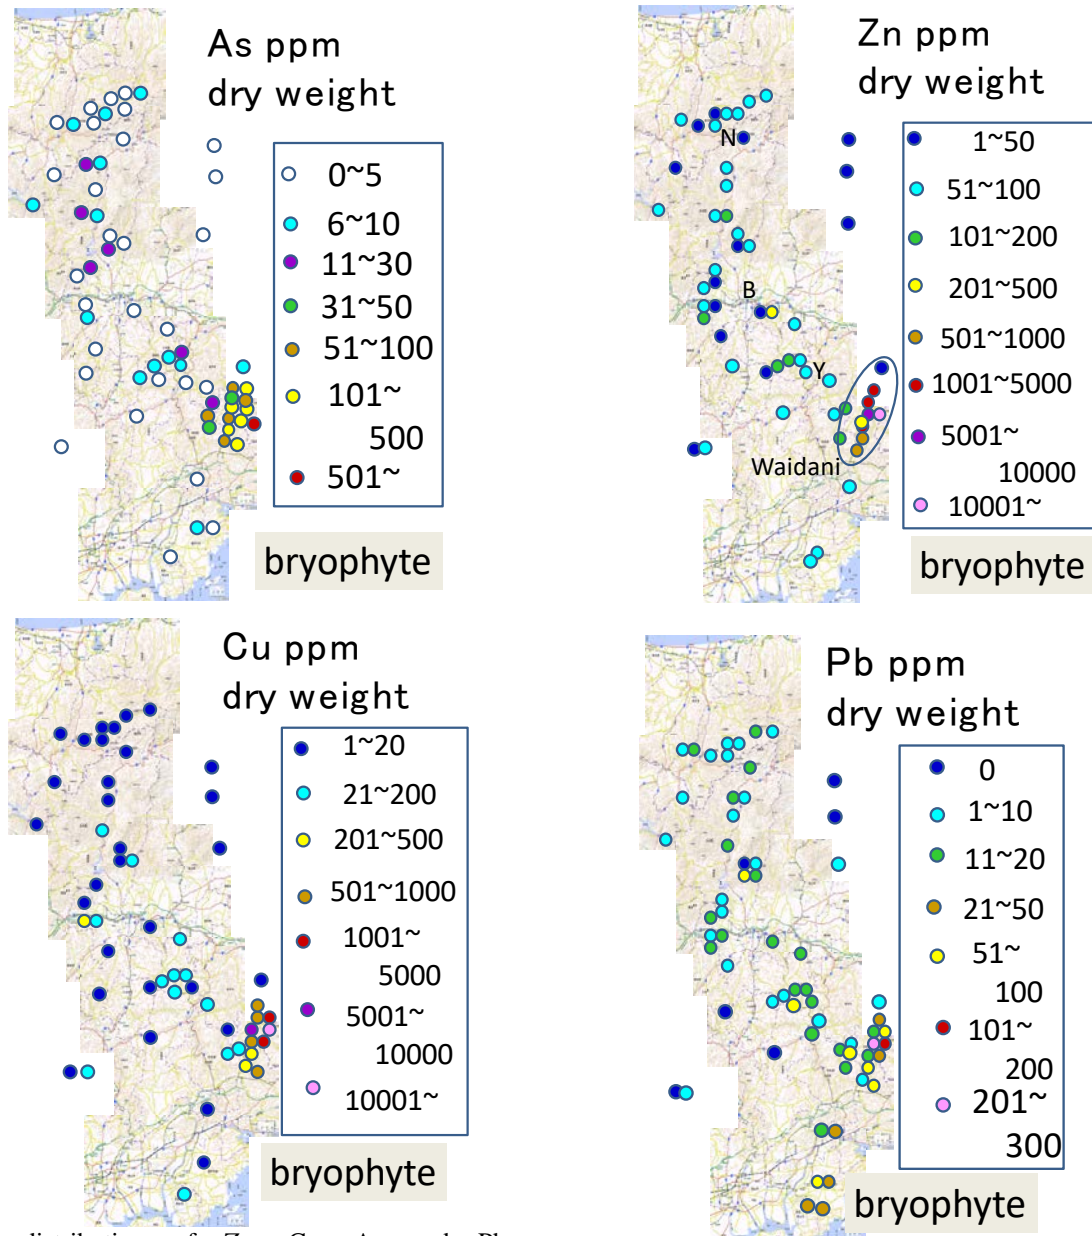 As ppm
dry weight
0~5
6~10
11~30
31~50
51~100
101~
500
501~
bryophyte
Zn ppm
dry weight
1~50
51~100
101~200
201~500
501~1000
1001~5000
5001~
10000
10001~
N
B
Y
Waidani
bryophyte
Cu ppm
dry weight
1~20
21~200
201~500
501~1000
1001~
5000
5001~
10000
10001~
bryophyte
Pb ppm
dry weight
0
1~10
11~20
21~50
51~
100
101~
200
201~
300
bryophyte